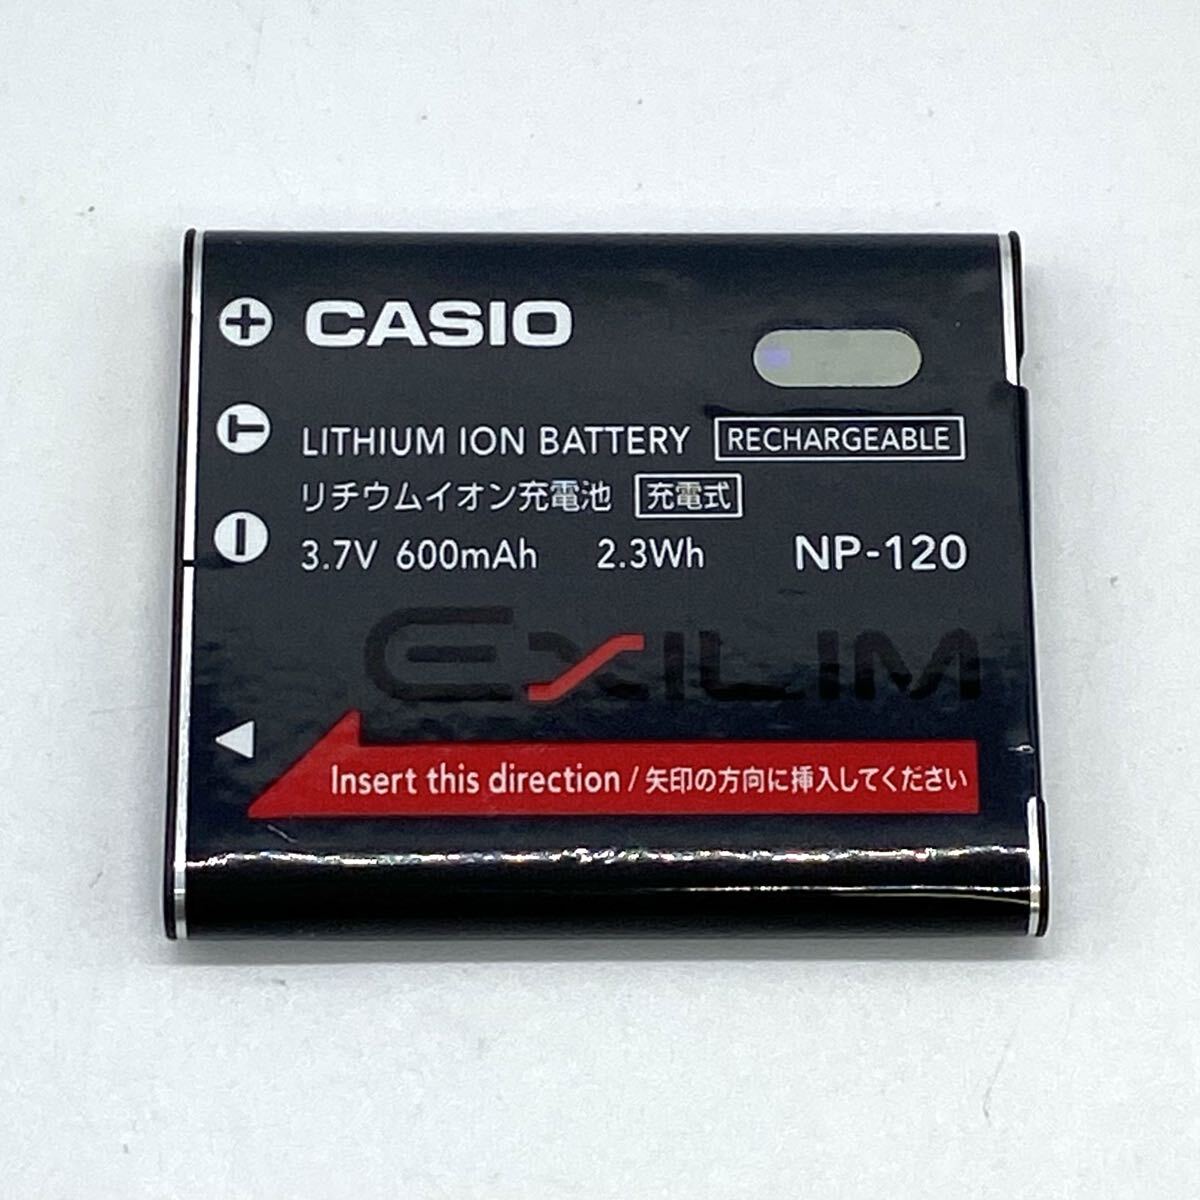 + CASIO
T LITHIUM ION BATTERY RECHARGEABLE
リチウムイオン充電池 充電式
− 3.7V 600mAh 2.3Wh NP-120
EXILIM
Insert this direction / 矢印の方向に挿入してください